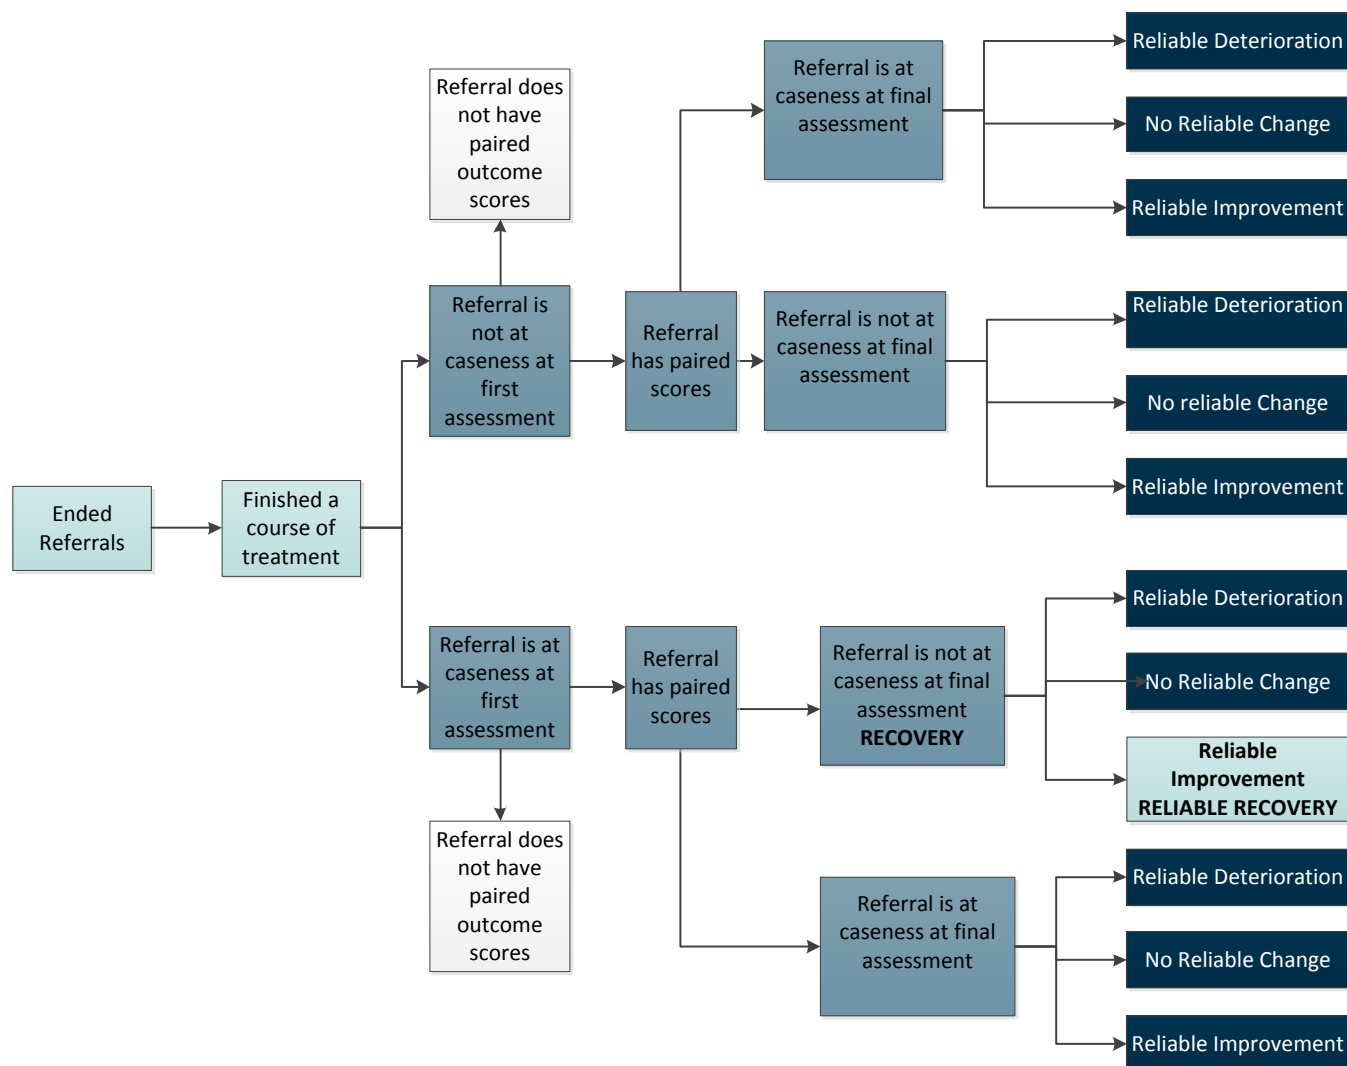 Ended
Referrals
Finished a
course of
treatment
Referral does
not have
paired
outcome
scores
Referral is
not at
caseness at
first
assessment
Referral
has paired
scores
Referral is at
caseness at final
assessment
Reliable Deterioration
No Reliable Change
Reliable Improvement
Referral is not at
caseness at final
assessment
Reliable Deterioration
No reliable Change
Reliable Improvement
Referral is at
caseness at
first
assessment
Referral
has paired
scores
Referral is not at
caseness at final
assessment
RECOVERY
Reliable Deterioration
No Reliable Change
Reliable
Improvement
RELIABLE RECOVERY
Referral does
not have
paired
outcome
scores
Referral is at
caseness at final
assessment
Reliable Deterioration
No Reliable Change
Reliable Improvement